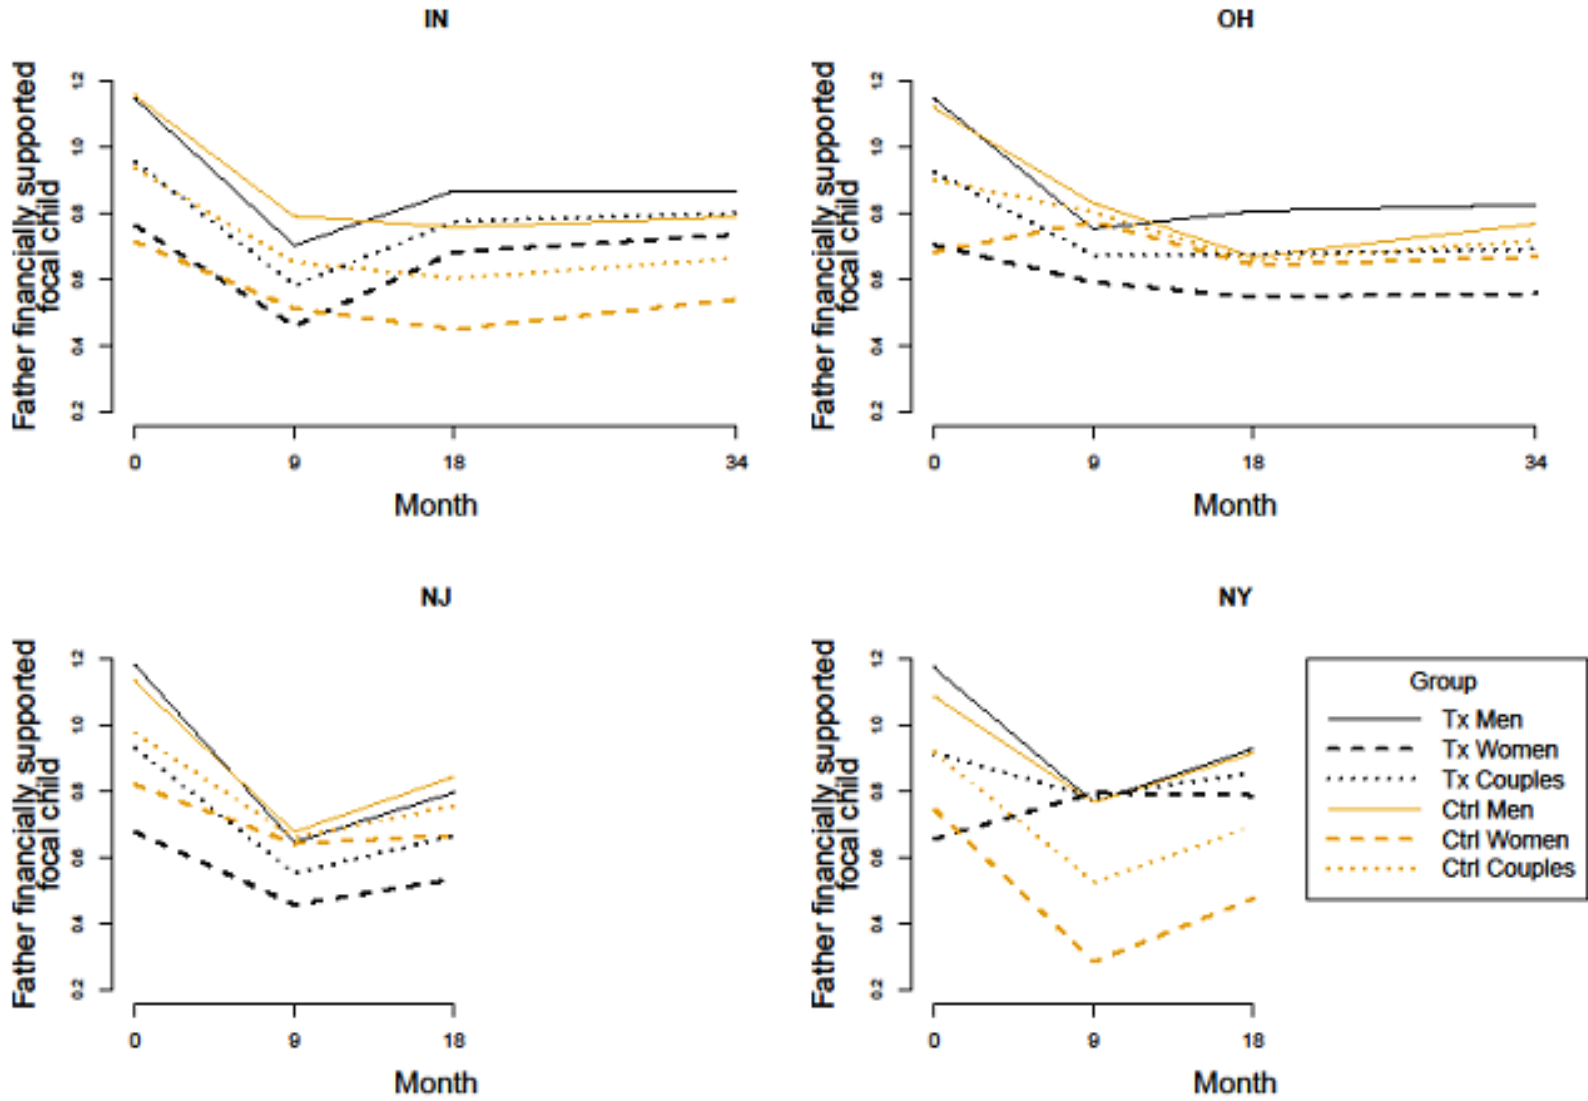 IN
Father financially supported
focal child
1.2
1.0
0.8
0.6
0.4
0.2
0 9 18 34
Month
OH
Father financially supported
focal child
1.2
1.0
0.8
0.6
0.4
0.2
0 9 18 34
Month
NJ
Father financially supported
focal child
1.2
1.0
0.8
0.6
0.4
0.2
0 9 18
Month
NY
Father financially supported
focal child
1.2
1.0
0.8
0.6
0.4
0.2
0 9 18
Month
Group
Tx Men
Tx Women
Tx Couples
Ctrl Men
Ctrl Women
Ctrl Couples